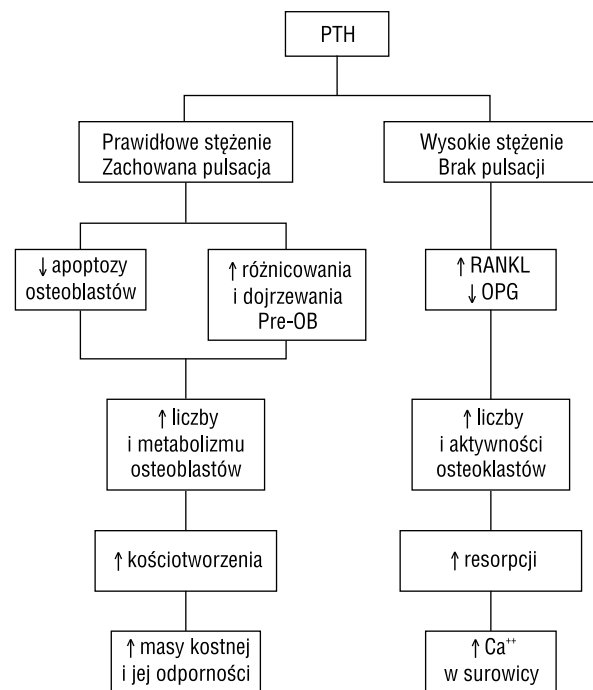 PTH
Prawidłowe stężenie
Zachowana pulsacja
Wysokie stężenie
Brak pulsacji
↓ apoptozy
osteoblastów
↑ różnicowania
i dojrzewania
Pre-OB
↑ RANKL
↓ OPG
↑ liczby
i metabolizmu
osteoblastów
↑ liczby
i aktywności
osteoklastów
↑ kościotworzenia
↑ resorpcji
↑ masy kostnej
i jej odporności
↑ Ca⁺⁺
w surowicy